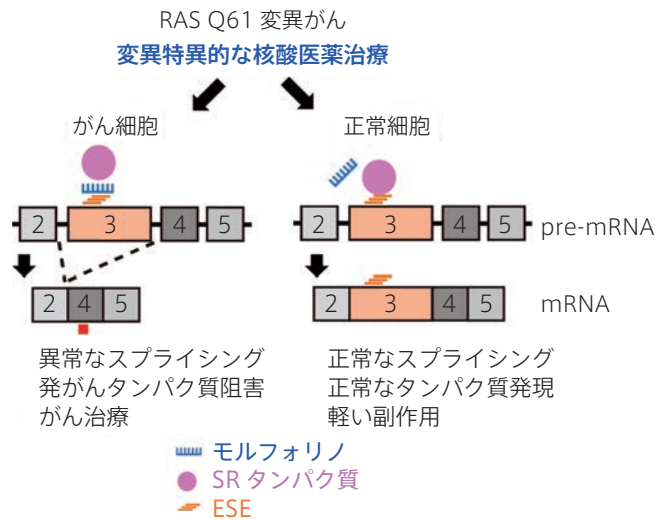 RAS Q61 変異がん
変異特異的な核酸医薬治療
がん細胞
正常細胞
2 3 4 5
2 3 4 5 pre-mRNA
2 4 5
2 3 4 5 mRNA
異常なスプライシング
発がんタンパク質阻害
がん治療
正常なスプライシング
正常なタンパク質発現
軽い副作用
モルフォリノ
SR タンパク質
ESE